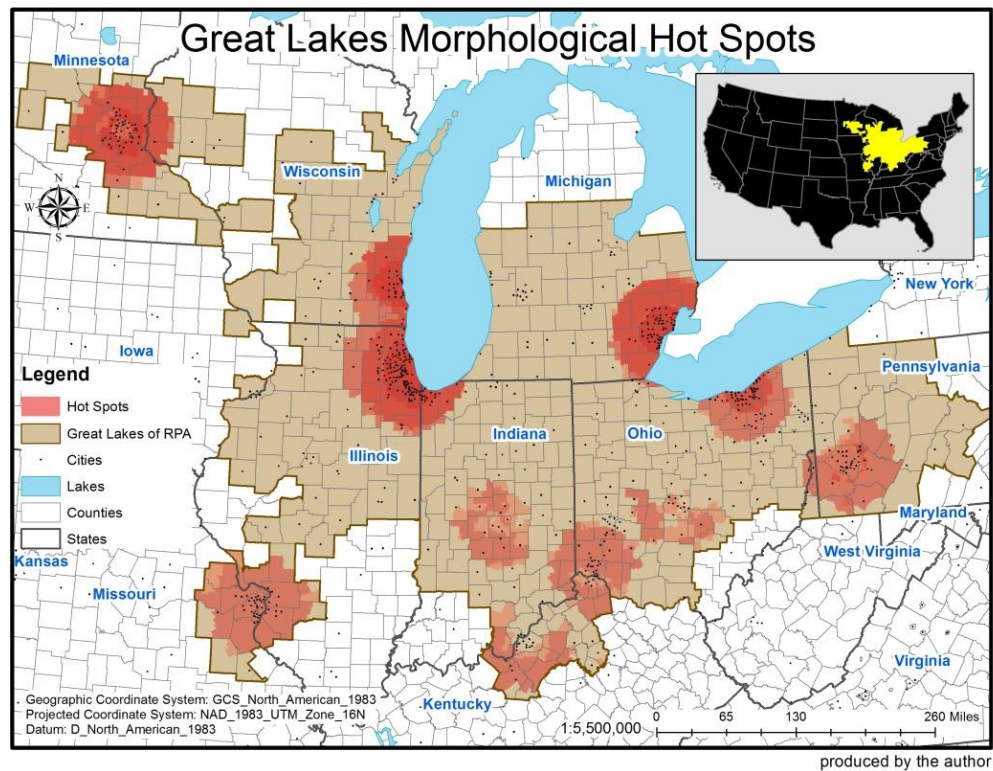 Great Lakes Morphological Hot Spots
Minnesota
Wisconsin
Michigan
N
W E
S
New York
Iowa
Pennsylvania
Legend
Hot Spots
Great Lakes of RPA
Cities
Lakes
Counties
States
Indiana
Ohio
Illinois
Maryland
West Virginia
Kansas
Missouri
Virginia
Kentucky
Geographic Coordinate System: GCS_North_American_1983
Projected Coordinate System: NAD_1983_UTM_Zone_16N
Datum: D_North_American_1983
1:5,500,000
0 65 130 260 Miles
produced by the author